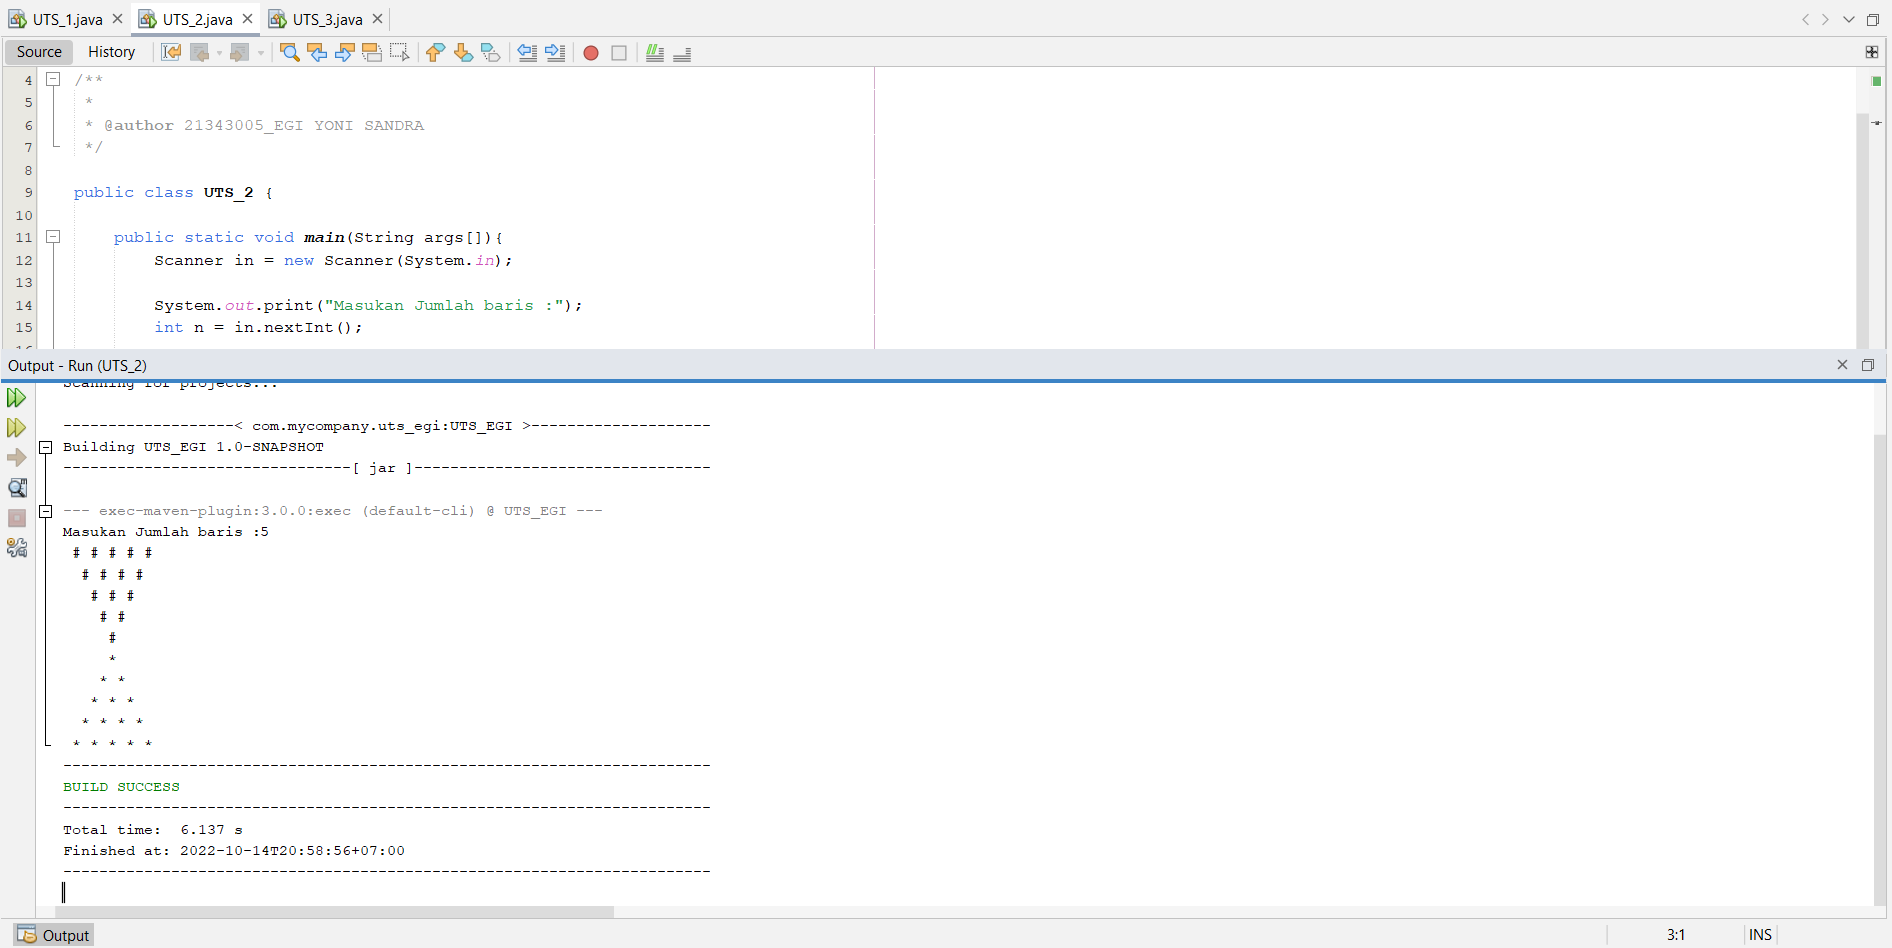 UTS_1.java UTS_2.java UTS_3.java
Source History
4 /**
5 *
6 * @author 21343005_EGI YONI SANDRA
7 */
8
9 public class UTS_2 {
10
11 public static void main(String args[]){
12 Scanner in = new Scanner(System.in);
13
14 System.out.print("Masukan Jumlah baris :");
15 int n = in.nextInt();
16
Output - Run (UTS_2)
Scanning for projects...
-------------------< com.mycompany.uts_egi:UTS_EGI >--------------------
Building UTS_EGI 1.0-SNAPSHOT
--------------------------------[ jar ]---------------------------------
--- exec-maven-plugin:3.0.0:exec (default-cli) @ UTS_EGI ---
Masukan Jumlah baris :5
# # # # #
# # # #
# # #
# #
#
*
* *
* * *
* * * *
* * * * *
------------------------------------------------------------------------
BUILD SUCCESS
------------------------------------------------------------------------
Total time:  6.137 s
Finished at: 2022-10-14T20:58:56+07:00
------------------------------------------------------------------------
Output
3:1 INS